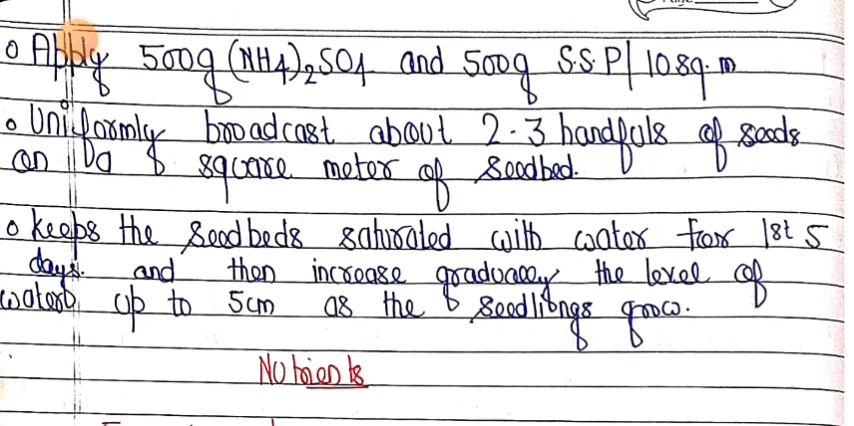 o Apply 500g (NH4)2SO4 and 500g S.S.P/10sq.m
o Uniformly broadcast about 2-3 handfuls of seeds
on a square meter of seedbed.
o keeps the seedbeds saturated with water for 1st 5
days. and then increase gradually the level of
water up to 5cm as the seedlings grow.
Nutrients